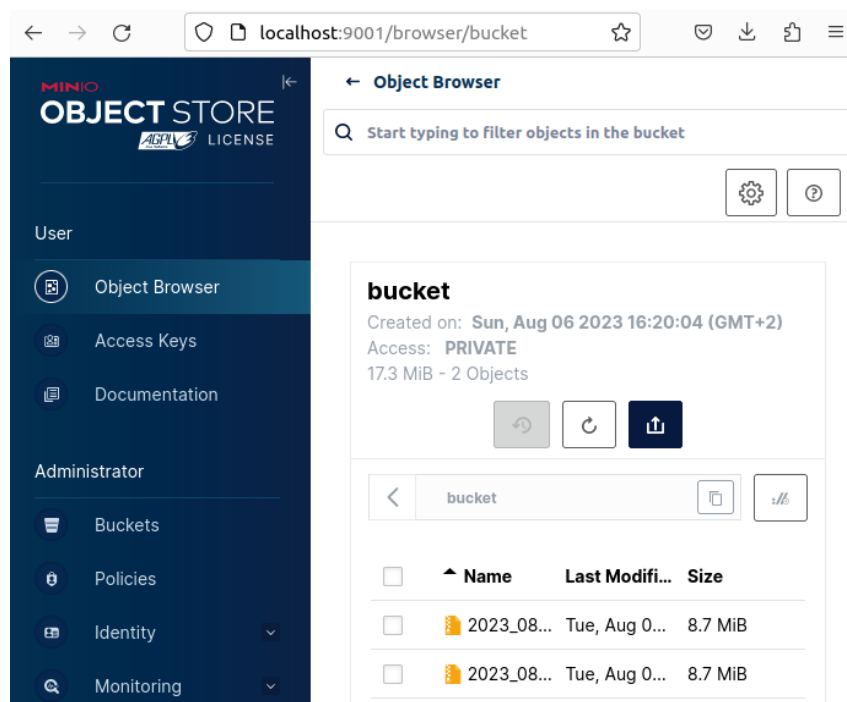 localhost:9001/browser/bucket
MINIO
OBJECT STORE
AGPLv3 LICENSE
User
Object Browser
Access Keys
Documentation
Administrator
Buckets
Policies
Identity
Monitoring
← Object Browser
Start typing to filter objects in the bucket
bucket
Created on: Sun, Aug 06 2023 16:20:04 (GMT+2)
Access: PRIVATE
17.3 MiB - 2 Objects
bucket
Name Last Modifi... Size
2023_08... Tue, Aug 0... 8.7 MiB
2023_08... Tue, Aug 0... 8.7 MiB